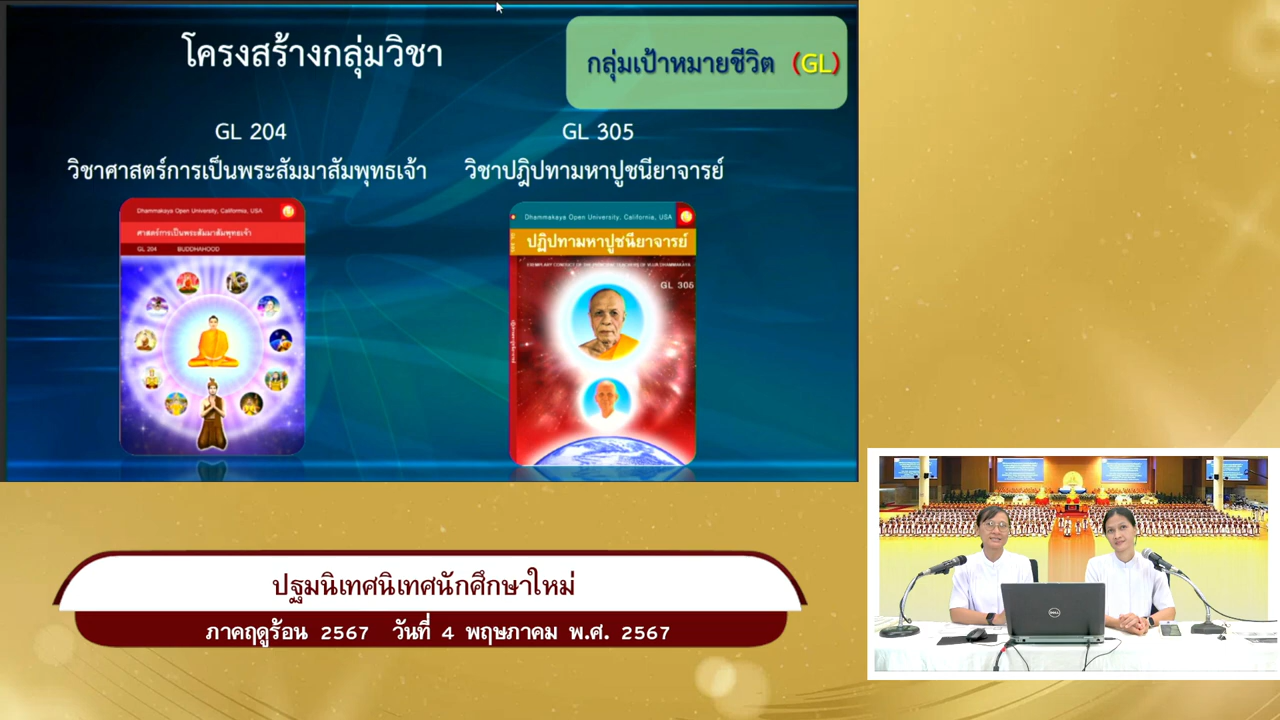 โครงสร้างกลุ่มวิชา
กลุ่มเป้าหมายชีวิต (GL)
GL 204
วิชาศาสตร์การเป็นพระสัมมาสัมพุทธเจ้า
Dhammakaya Open University, California, USA
ศาสตร์การเป็นพระสัมมาสัมพุทธเจ้า
GL 204 BUDDHAHOOD
GL 305
วิชาปฎิปทามหาปูชนียาจารย์
Dhammakaya Open University, California, USA
ปฏิปทามหาปูชนียาจารย์
GL 305
DELL
ปฐมนิเทศนิเทศนักศึกษาใหม่
ภาคฤดูร้อน 2567 วันที่ 4 พฤษภาคม พ.ศ. 2567